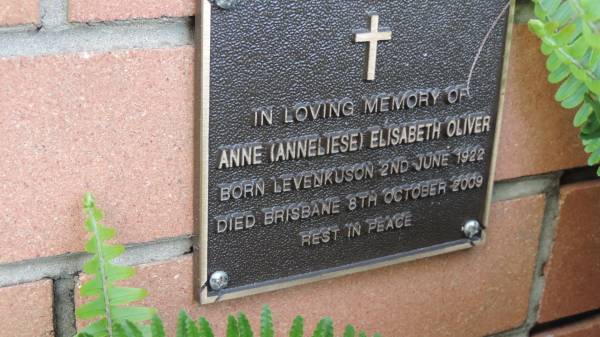 IN LOVING MEMORY OF
ANNE (ANNELIESE) ELISABETH OLIVER
BORN LEVENKUSON 2ND JUNE 1922
DIED BRISBANE 8TH OCTOBER 2009
REST IN PEACE